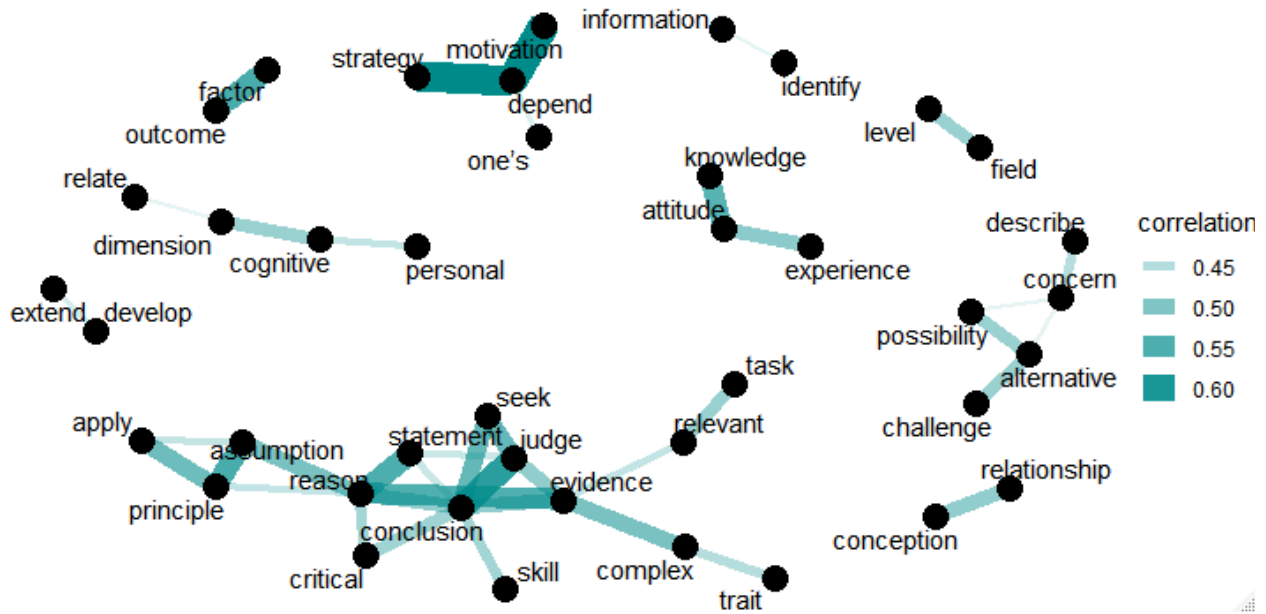 information
motivation
strategy
identify
factor
depend
outcome
level
one's
knowledge
field
relate
attitude
describe
correlation
dimension
cognitive
personal
experience
concern
0.45
extend
develop
0.50
possibility
0.55
task
alternative
0.60
seek
apply
statement
judge
relevant
challenge
assumption
reason
evidence
relationship
principle
conclusion
conception
critical
skill
complex
trait